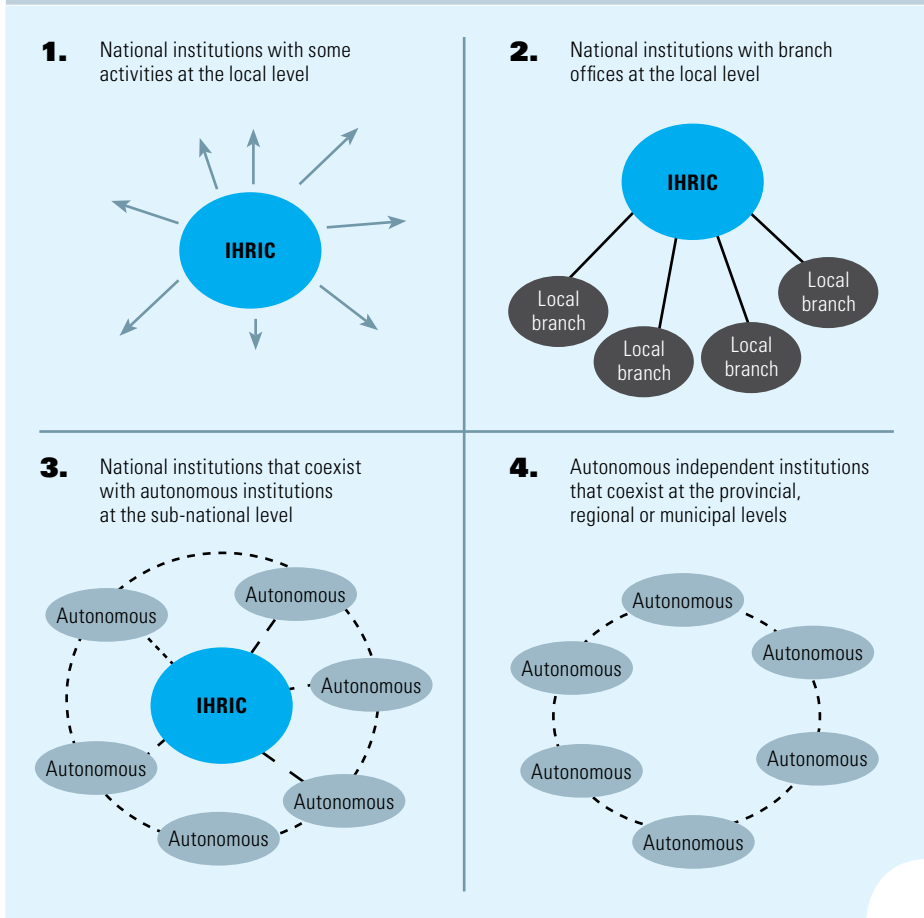 1.
National institutions with some
activities at the local level
IHRIC
2.
National institutions with branch
offices at the local level
IHRIC
Local
branch
Local
branch
Local
branch
Local
branch
3.
National institutions that coexist
with autonomous institutions
at the sub-national level
Autonomous
Autonomous
Autonomous
IHRIC
Autonomous
Autonomous
Autonomous
4.
Autonomous independent institutions
that coexist at the provincial,
regional or municipal levels
Autonomous
Autonomous
Autonomous
Autonomous
Autonomous
Autonomous